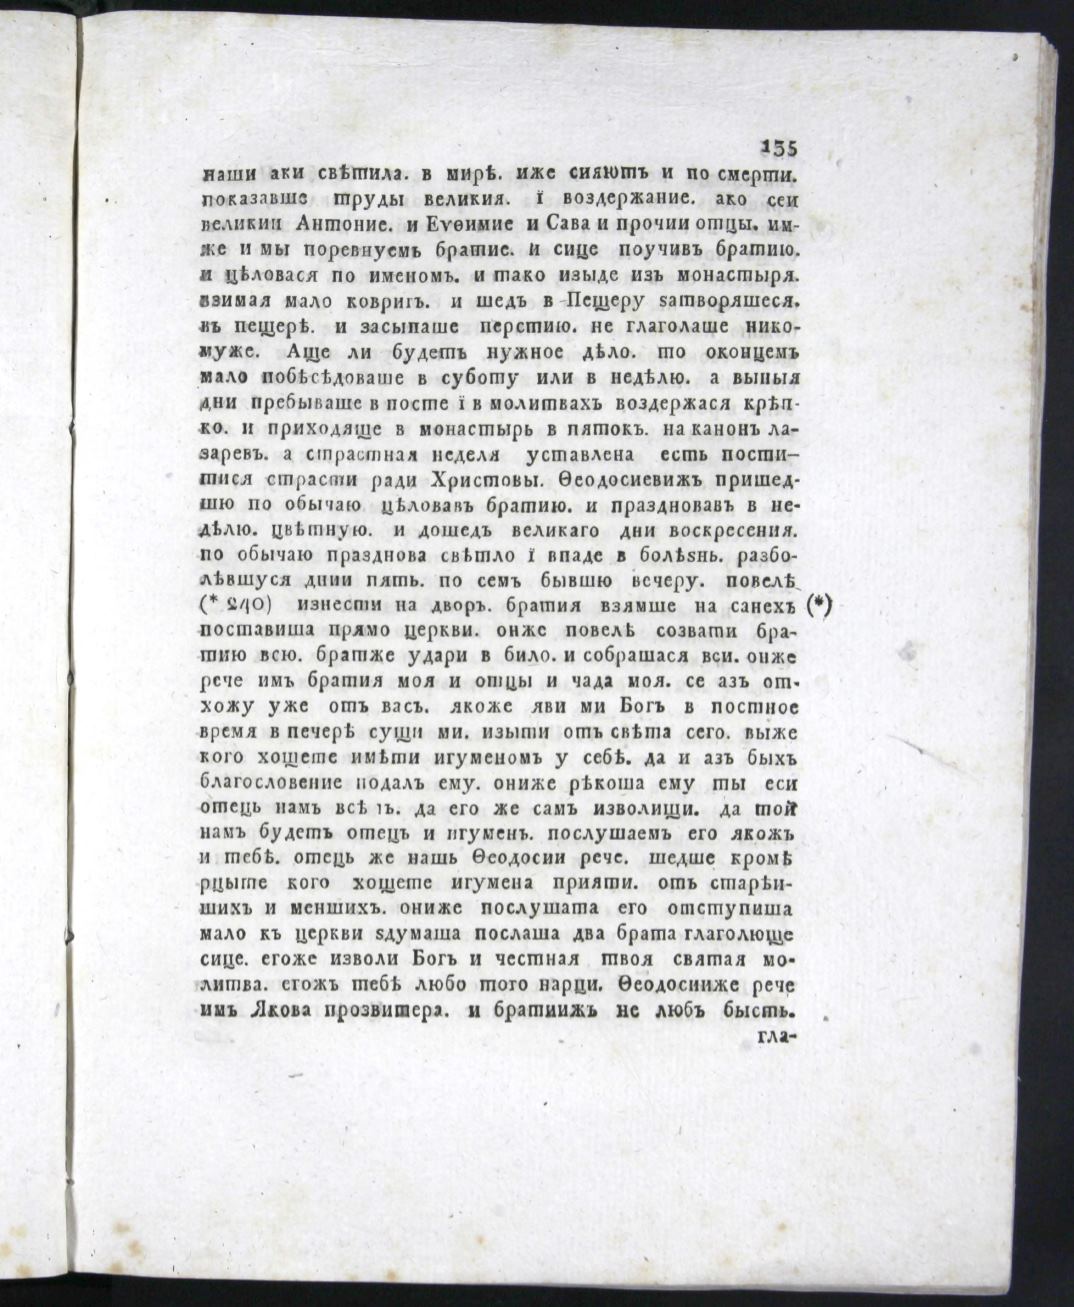 135
наши аки свѣтила. в мирѣ. иже сияютъ и по смерти.
показавше труды великия. ї воздержание. ако сеи
великии Антоние. и Еѵѳимие и Сава и прочии отцы. им-
же и мы поревнуемъ братие. и сице поучивъ братию.
и цѣловася по именомъ. и тако изыде изъ монастыря.
взимая мало ковригъ. и шедъ в Пещеру ѕатворяшеся.
въ пещерѣ. и засыпаше перстию. не глаголаше нико-
муже. Аще ли будетъ нужное дѣло. то оконцемъ
мало побѣсѣдоваше в суботу или в недѣлю. а выныя
дни пребываше в посте ї в молитвахъ воздержася крѣп-
ко. и приходяще в монастырь в пятокъ. на канонъ ла-
заревъ. а страстная неделя уставлена есть пости-
тися страсти ради Христовы. Ѳеодосиевижъ пришед-
шю по обычаю цѣловавъ братию. и праздновавъ в не-
дѣлю. цвѣтную. и дошедъ великаго дни воскресения.
по обычаю празднова свѣтло ї впаде в болѣѕнь. разбо-
лѣвшуся днии пять. по семъ бывшю вечеру. повелѣ
(* 240) изнести на дворъ. братия взямше на санехъ (*)
поставиша прямо церкви. онже повелѣ созвати бра-
тию всю. братже удари в било. и собрашася вси. онже
рече имъ братия моя и отцы и чада моя. се азъ от-
хожу уже отъ васъ. якоже яви ми Богъ в постное
время в печерѣ сущи ми. изыти отъ свѣта сего. выже
кого хощете имѣти игуменомъ у себѣ. да и азъ быхъ
благословение подалъ ему. ониже рѣкоша ему ты еси
отець намъ всѣмъ. да его же самъ изволищи. да той
намъ будетъ отецъ и игуменъ. послушаемъ его якожъ
и тебѣ. отець же нашь Ѳеодосии рече. шедше кромѣ
рцыте кого хощете игумена прияти. отъ старѣи-
шихъ и меншихъ. ониже послушата его отступиша
мало къ церкви ѕдумаша послаша два брата глаголюще
сице. егоже изволи Богъ и честная твоя святая мо-
литва. егожъ тебѣ любо того нарци. Ѳеодосииже рече
имъ Якова прозвитера. и братиижъ не любъ бысть.
гла-